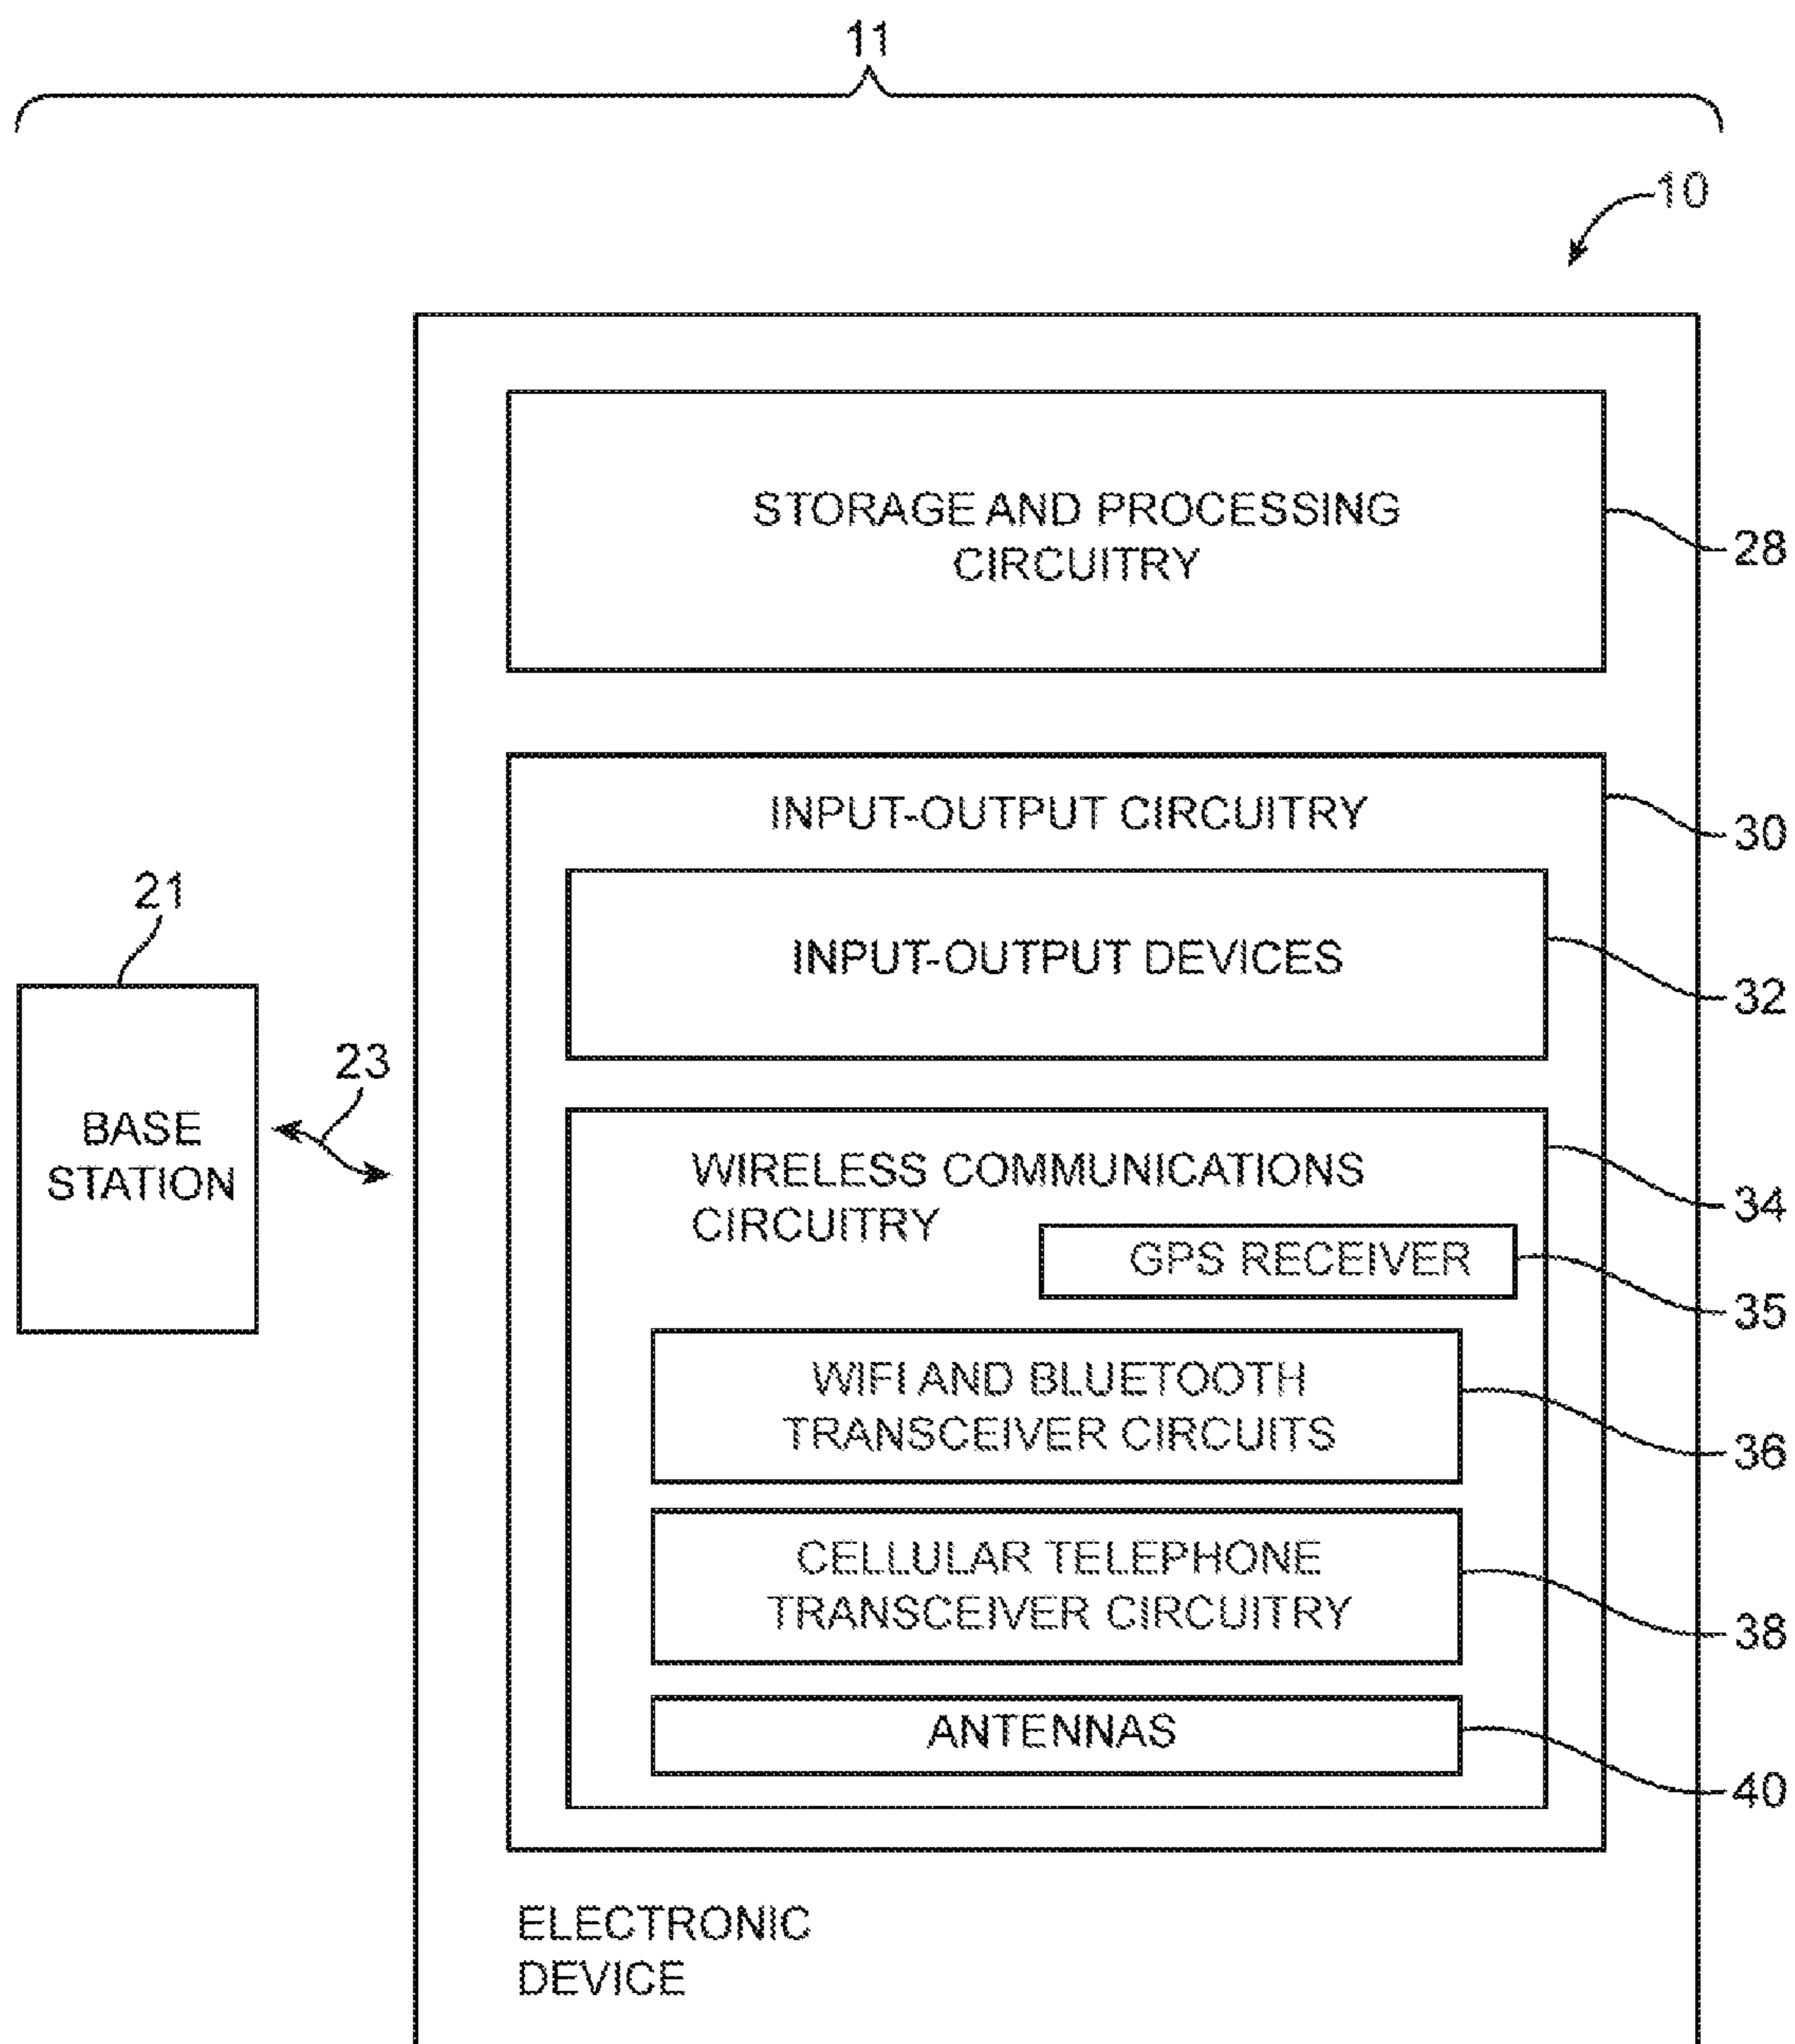 11
10
STORAGE AND PROCESSING
CIRCUITRY
28
INPUT-OUTPUT CIRCUITRY
30
INPUT-OUTPUT DEVICES
32
21
BASE
STATION
23
WIRELESS COMMUNICATIONS
CIRCUITRY
34
GPS RECEIVER
35
WIFI AND BLUETOOTH
TRANSCEIVER CIRCUITS
36
CELLULAR TELEPHONE
TRANSCEIVER CIRCUITRY
38
ANTENNAS
40
ELECTRONIC
DEVICE